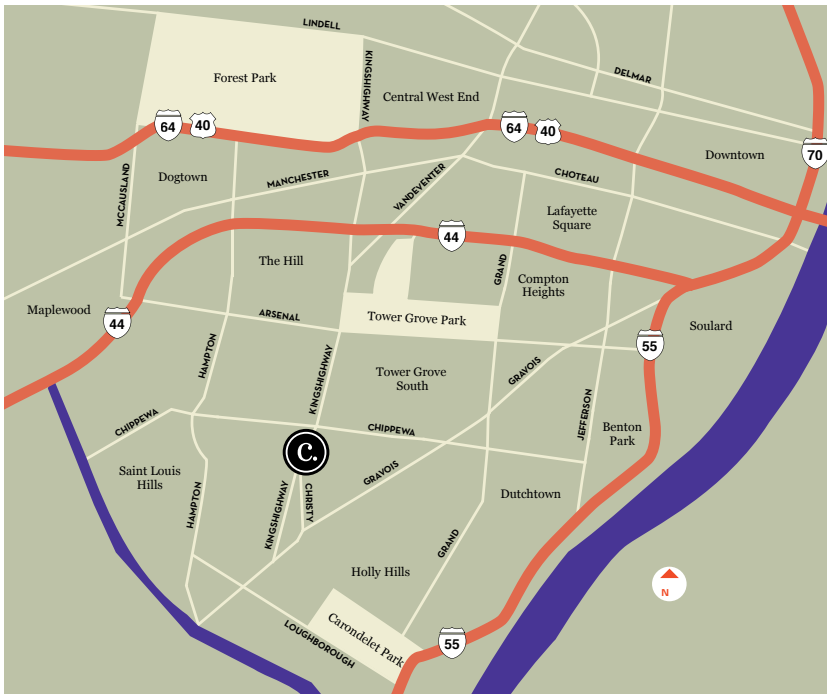 LINDELL
Forest Park
KINGSHIGHWAY
Central West End
DELMAR
64
40
64
40
70
Downtown
MCCAUSLAND
Dogtown
MANCHESTER
VANDEVENTER
CHOTEAU
Lafayette
Square
44
The Hill
GRAND
Compton
Heights
Maplewood
44
ARSENAL
Tower Grove Park
Soulard
55
HAMPTON
KINGSHIGHWAY
Tower Grove
South
GRAVOIS
JEFFERSON
CHIPPEWA
CHIPPEWA
Benton
Park
C.
Saint Louis
Hills
GRAVOIS
HAMPTON
KINGSHIGHWAY
CHRISTY
Dutchtown
GRAND
Holly Hills
N
LOUGHBOROUGH
Carondelet Park
55